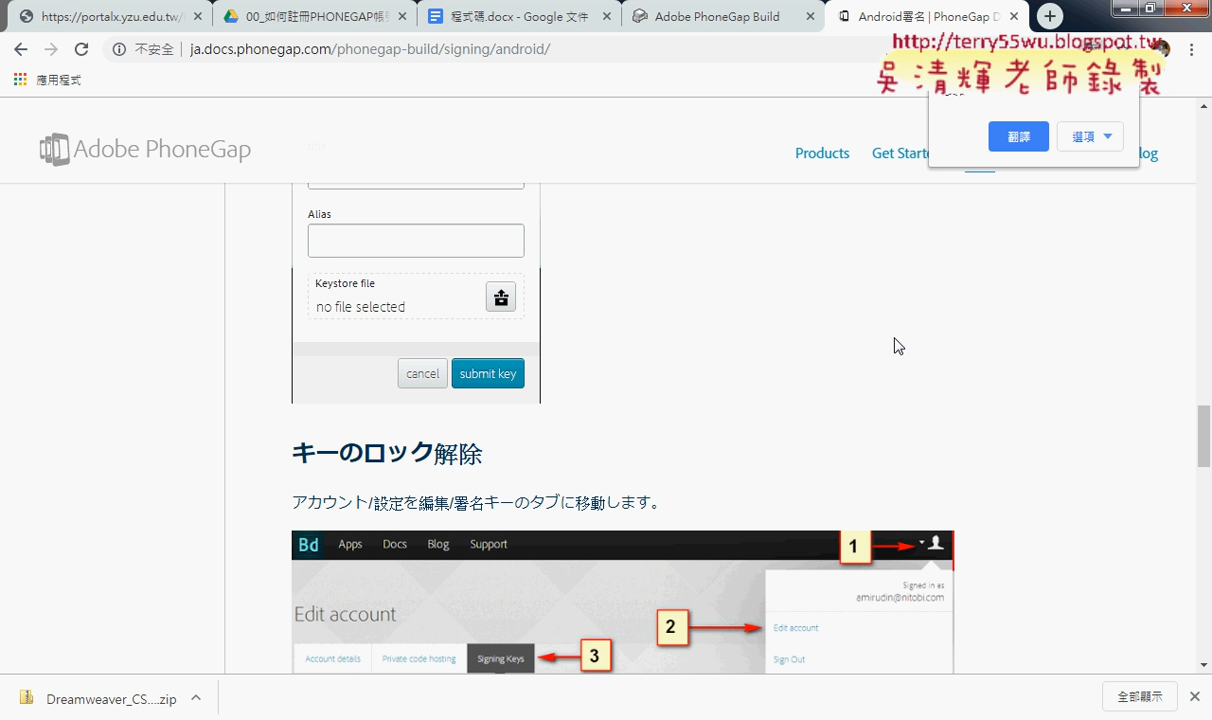 https://portalx.yzu.edu.tw/
00_如何註冊PHONEGAP帳
程式碼.docx - Google 文件
Adobe PhoneGap Build
Android署名 | PhoneGap D
不安全 | ja.docs.phonegap.com/phonegap-build/signing/android/
http://terry55wu.blogspot.tw
吳清輝老師錄製
應用程式
翻譯
選項
Adobe PhoneGap
Products
Get Starte
log
Alias
Keystore file
no file selected
cancel
submit key
キーのロック解除
アカウント/設定を編集/署名キーのタブに移動します。
Bd Apps Docs Blog Support
1
Signed in as
amirudin@nitobi.com
Edit account
2
Edit account
Account details
Private code hosting
Signing Keys
3
Sign Out
Dreamweaver_CS....zip
全部顯示